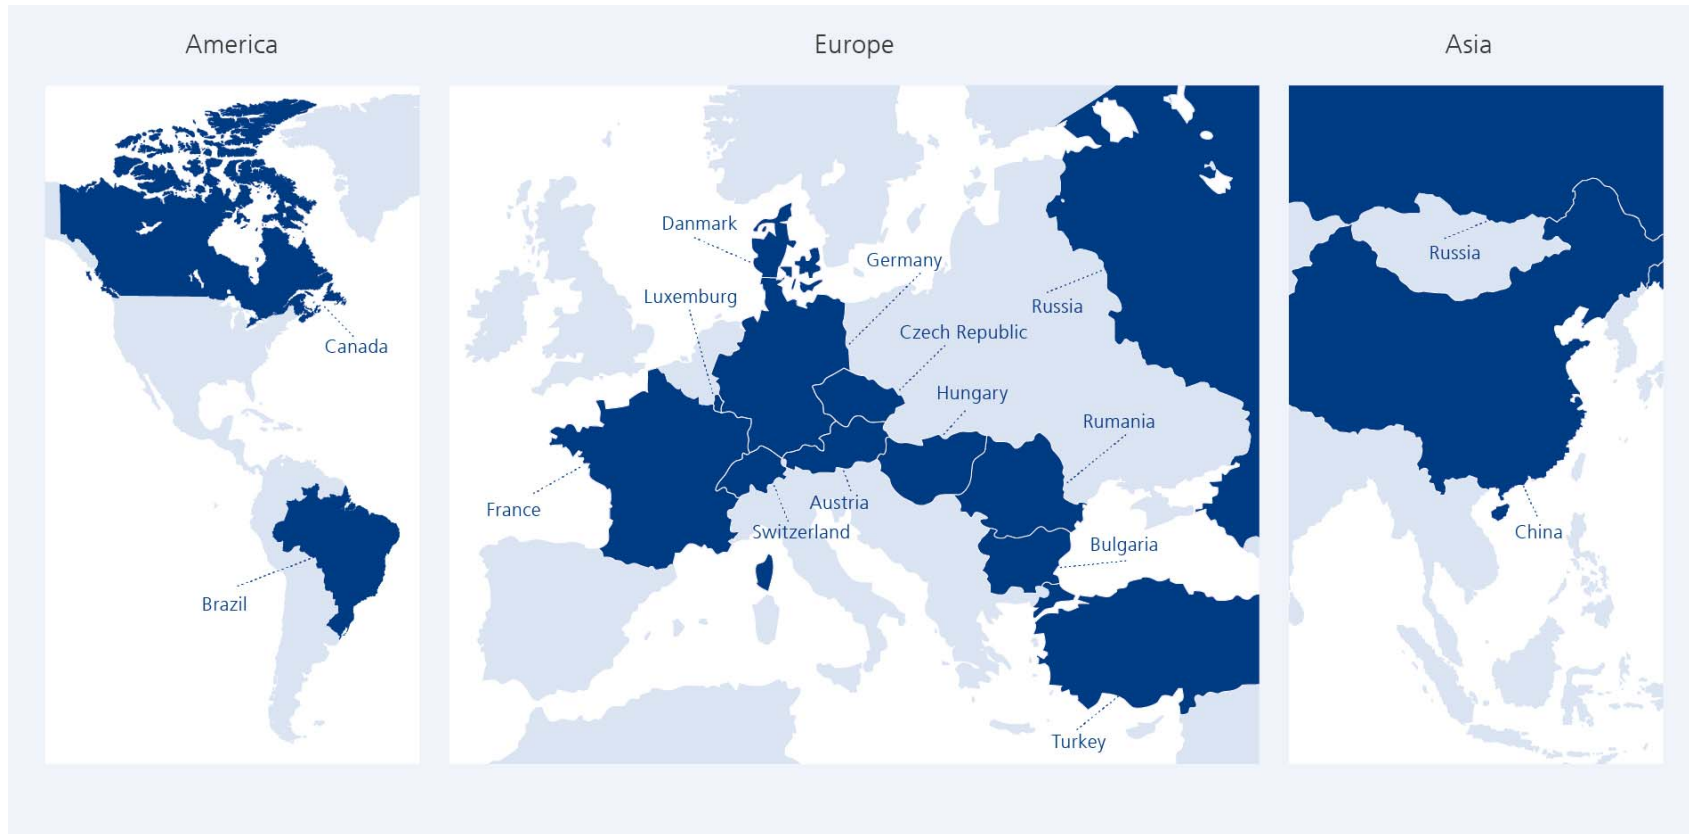 America
Europe
Asia
Canada
Brazil
Danmark
Germany
Luxemburg
Russia
Czech Republic
Hungary
Rumania
France
Austria
Switzerland
Bulgaria
Turkey
Russia
China